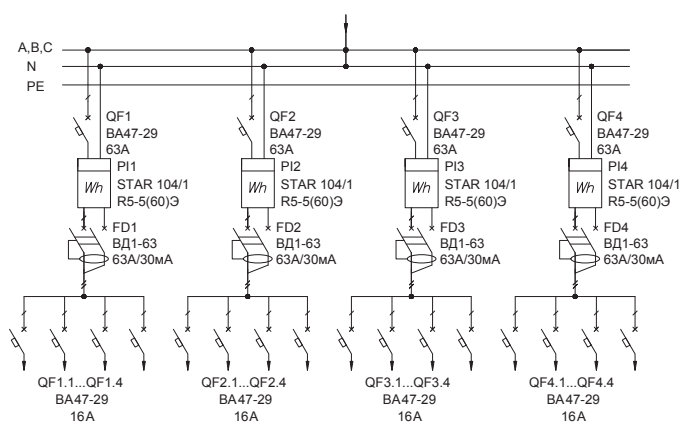 A,B,C
N
PE
QF1
ВА47-29
63А
PI1
Wh
STAR 104/1
R5-5(60)Э
FD1
ВД1-63
63А/30мА
QF1.1...QF1.4
ВА47-29
16А
QF2
ВА47-29
63А
PI2
Wh
STAR 104/1
R5-5(60)Э
FD2
ВД1-63
63А/30мА
QF2.1...QF2.4
ВА47-29
16А
QF3
ВА47-29
63А
PI3
Wh
STAR 104/1
R5-5(60)Э
FD3
ВД1-63
63А/30мА
QF3.1...QF3.4
ВА47-29
16А
QF4
ВА47-29
63А
PI4
Wh
STAR 104/1
R5-5(60)Э
FD4
ВД1-63
63А/30мА
QF4.1...QF4.4
ВА47-29
16А